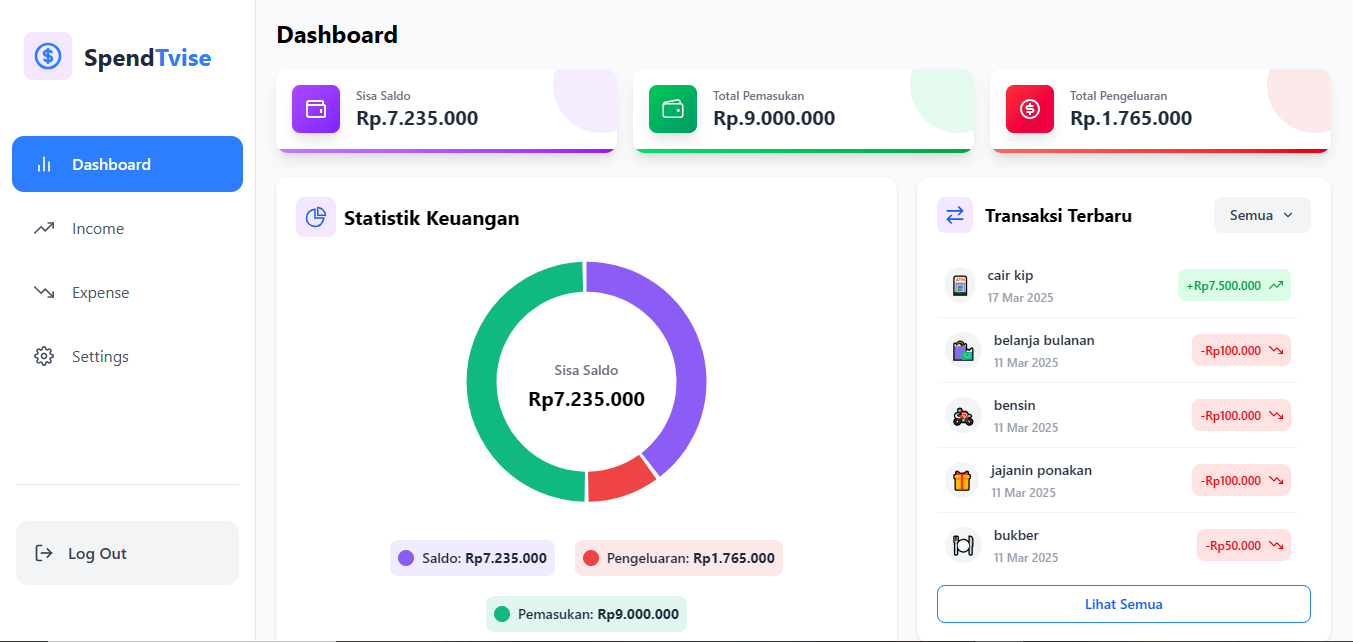 SpendTvise
Dashboard
Income
Expense
Settings
Log Out
Dashboard
Sisa Saldo
Rp.7.235.000
Total Pemasukan
Rp.9.000.000
Total Pengeluaran
Rp.1.765.000
Statistik Keuangan
Sisa Saldo
Rp7.235.000
Saldo: Rp7.235.000
Pengeluaran: Rp1.765.000
Pemasukan: Rp9.000.000
Transaksi Terbaru
Semua
cair kip
17 Mar 2025
+Rp7.500.000
belanja bulanan
11 Mar 2025
-Rp100.000
bensin
11 Mar 2025
-Rp100.000
jajanin ponakan
11 Mar 2025
-Rp100.000
bukber
11 Mar 2025
-Rp50.000
Lihat Semua